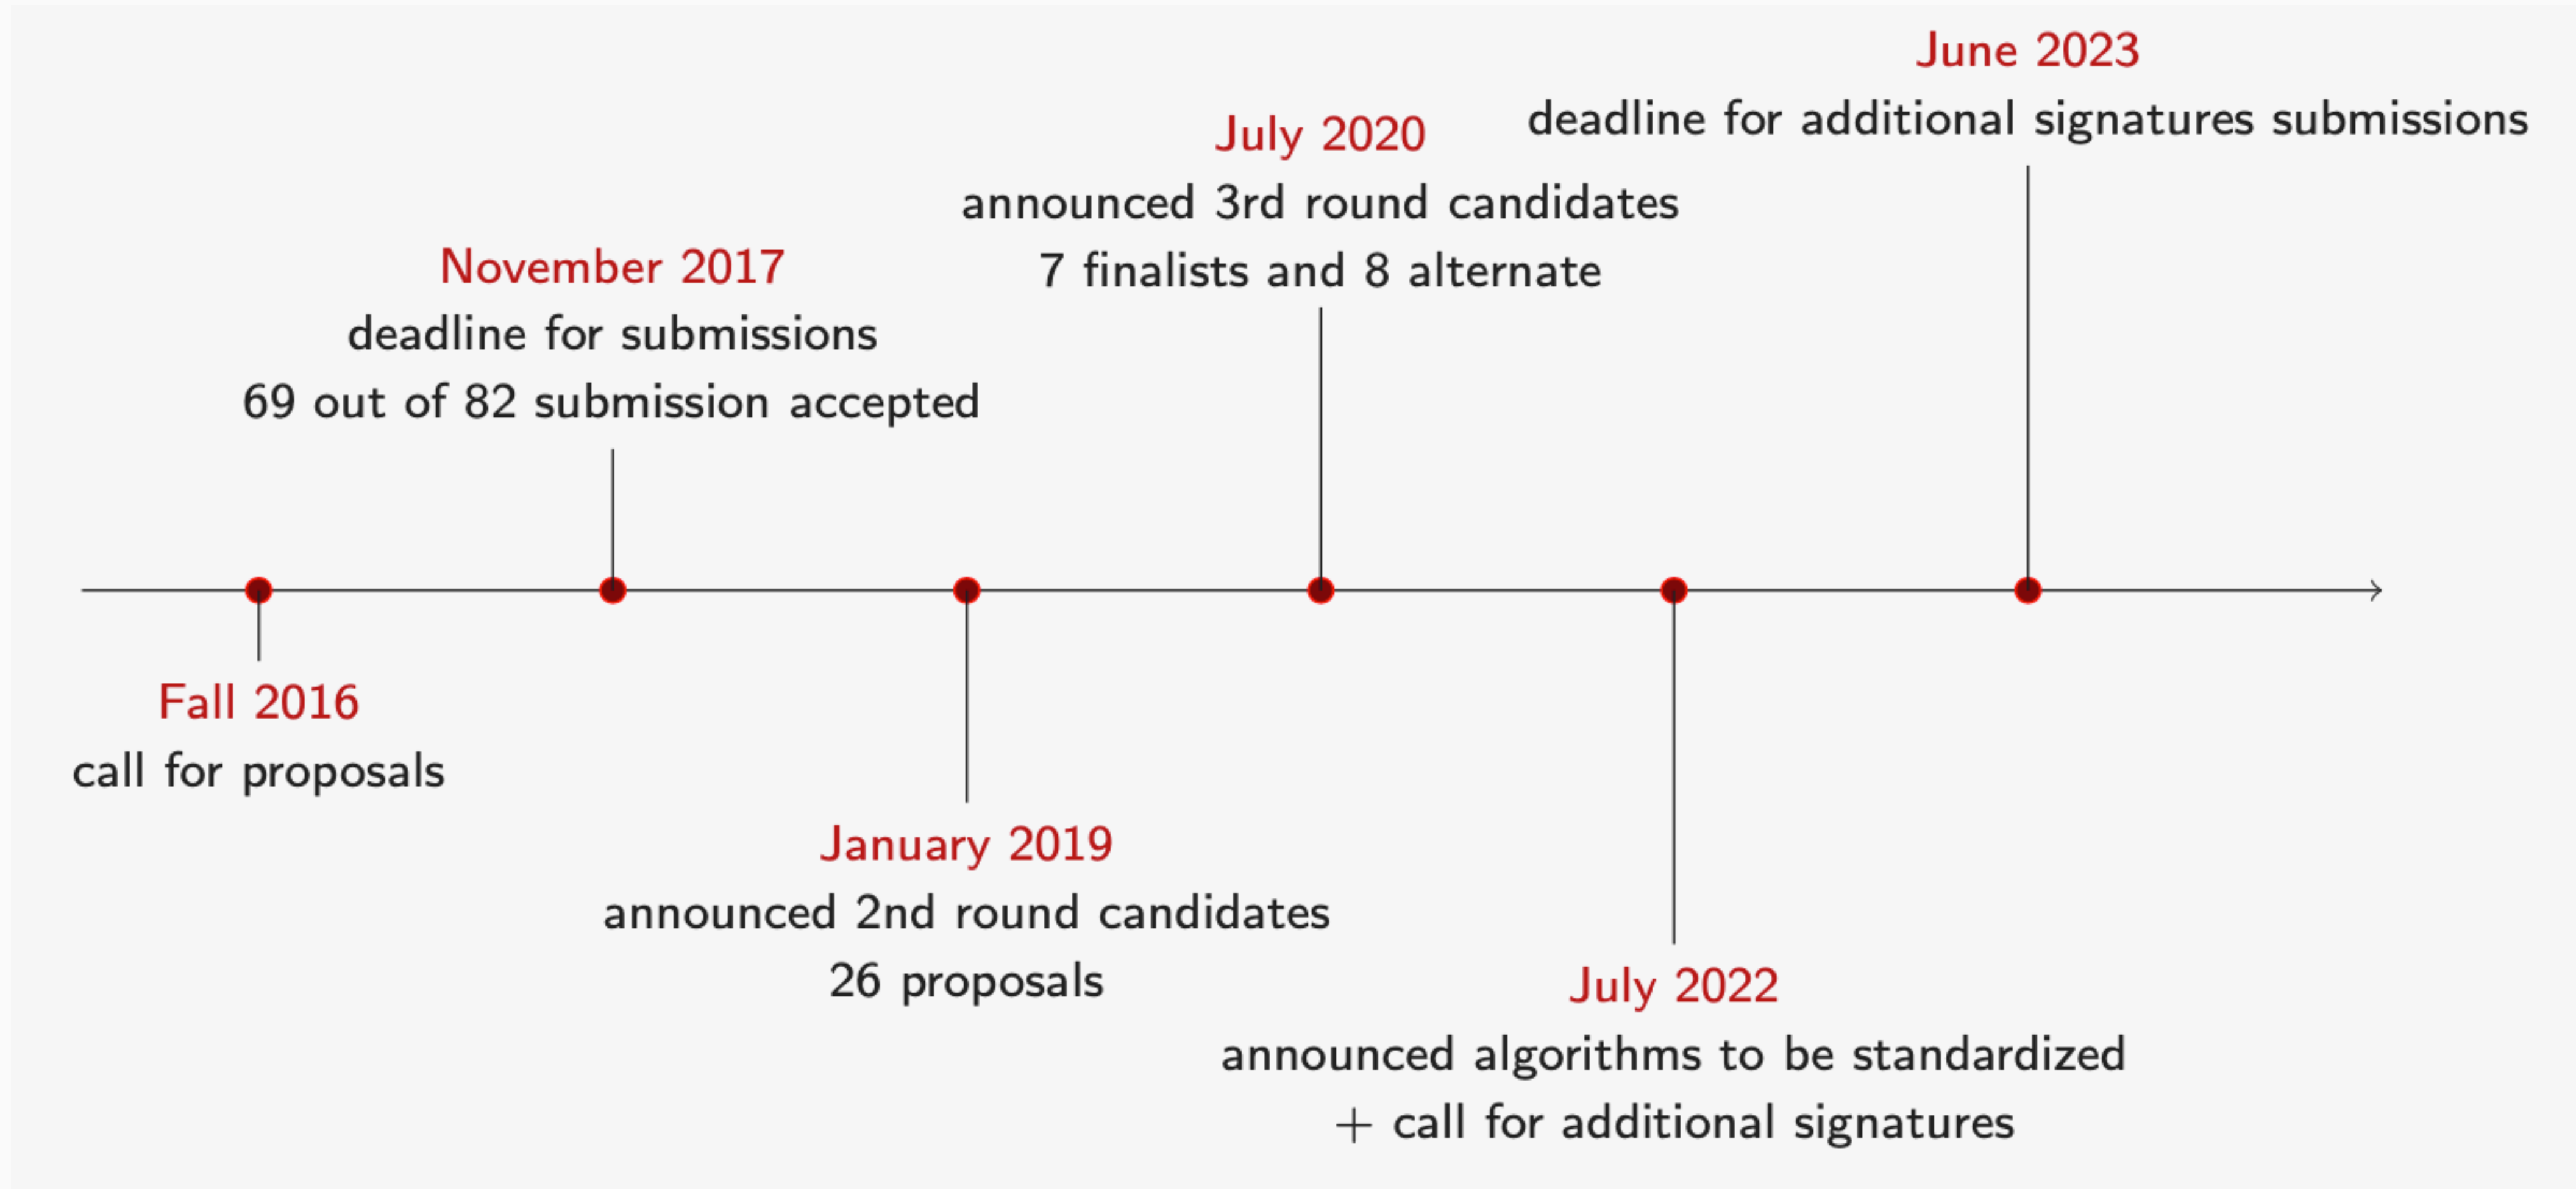 Fall 2016
call for proposals
November 2017
deadline for submissions
69 out of 82 submission accepted
January 2019
announced 2nd round candidates
26 proposals
July 2020
announced 3rd round candidates
7 finalists and 8 alternate
July 2022
announced algorithms to be standardized
+ call for additional signatures
June 2023
deadline for additional signatures submissions